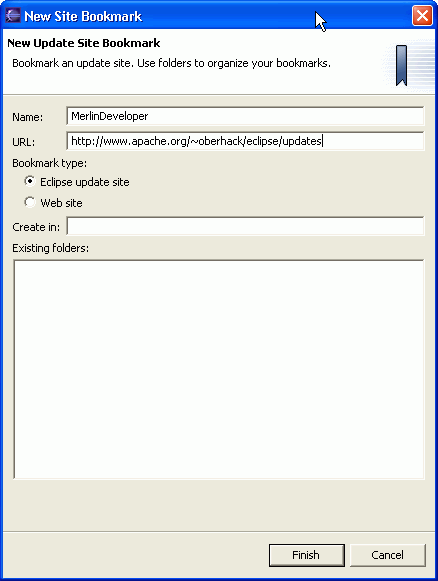 New Site Bookmark
New Update Site Bookmark
Bookmark an update site. Use folders to organize your bookmarks.
Name: MerlinDeveloper
URL: http://www.apache.org/~oberhack/eclipse/updates
Bookmark type:
Eclipse update site
Web site
Create in:
Existing folders:
Finish Cancel